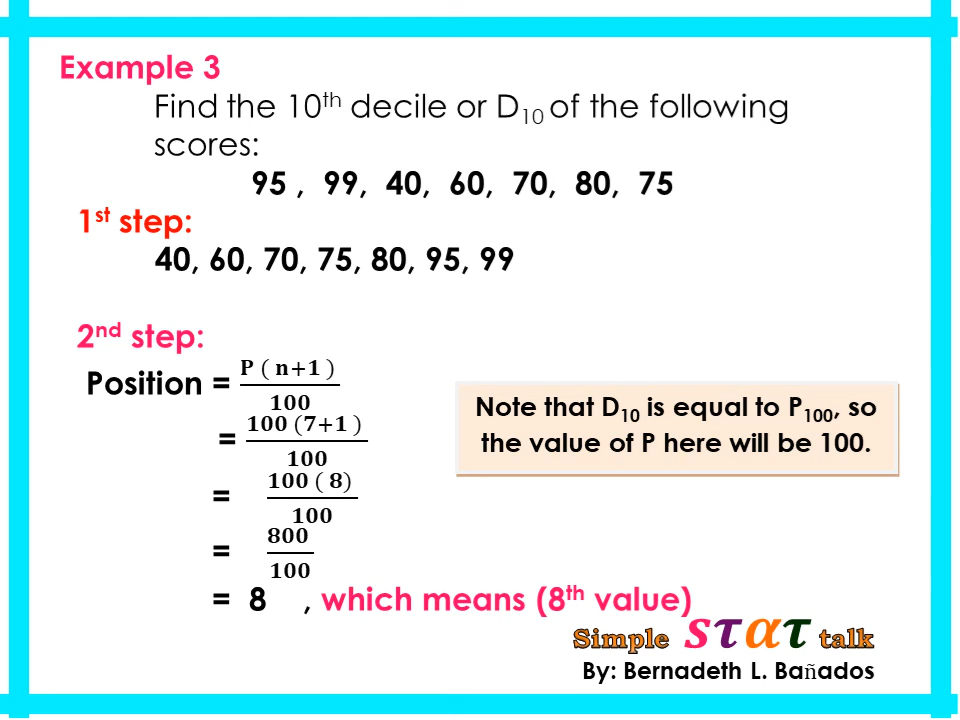 Example 3
Find the 10th decile or D10 of the following
scores:
95 , 99, 40, 60, 70, 80, 75
1st step:
40, 60, 70, 75, 80, 95, 99
2nd step:
Position = P ( n+1 ) / 100
= 100 (7+1 ) / 100
= 100 ( 8) / 100
= 800 / 100
= 8 , which means (8th value)
Note that D10 is equal to P100, so
the value of P here will be 100.
Simple sτατ talk
By: Bernadeth L. Bañados